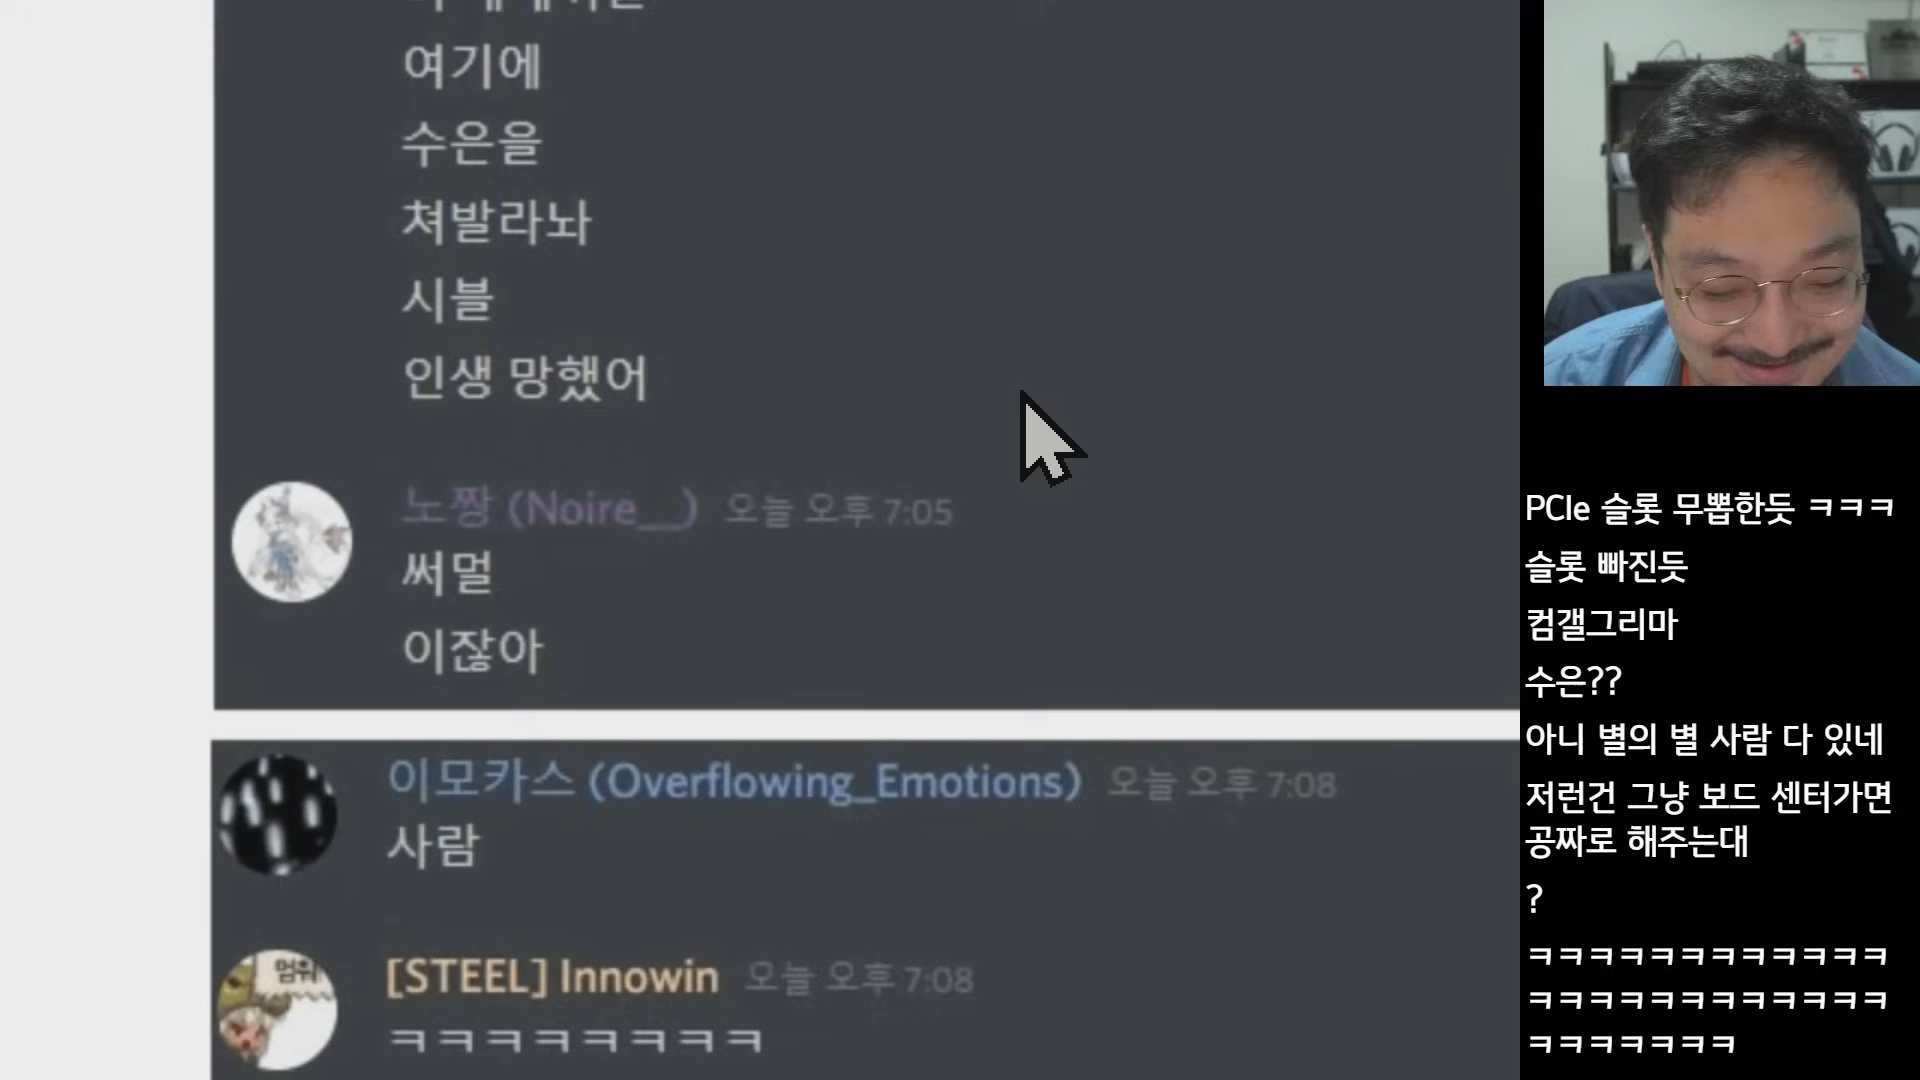 여기에
수은을
쳐발라놔
시블
인생 망했어
노짱 (Noire__) 오늘 오후 7:05
써멀
이잖아
이모카스 (Overflowing_Emotions) 오늘 오후 7:08
사람
멈춰
[STEEL] Innowin 오늘 오후 7:08
ㅋㅋㅋㅋㅋㅋㅋㅋ
PCIe 슬롯 무뽑한듯 ㅋㅋㅋ
슬롯 빠진듯
컴갤그리마
수은??
아니 별의 별 사람 다 있네
저런건 그냥 보드 센터가면
공짜로 해주는대
?
ㅋㅋㅋㅋㅋㅋㅋㅋㅋㅋㅋㅋ
ㅋㅋㅋㅋㅋㅋㅋㅋㅋㅋㅋㅋ
ㅋㅋㅋㅋㅋㅋㅋ